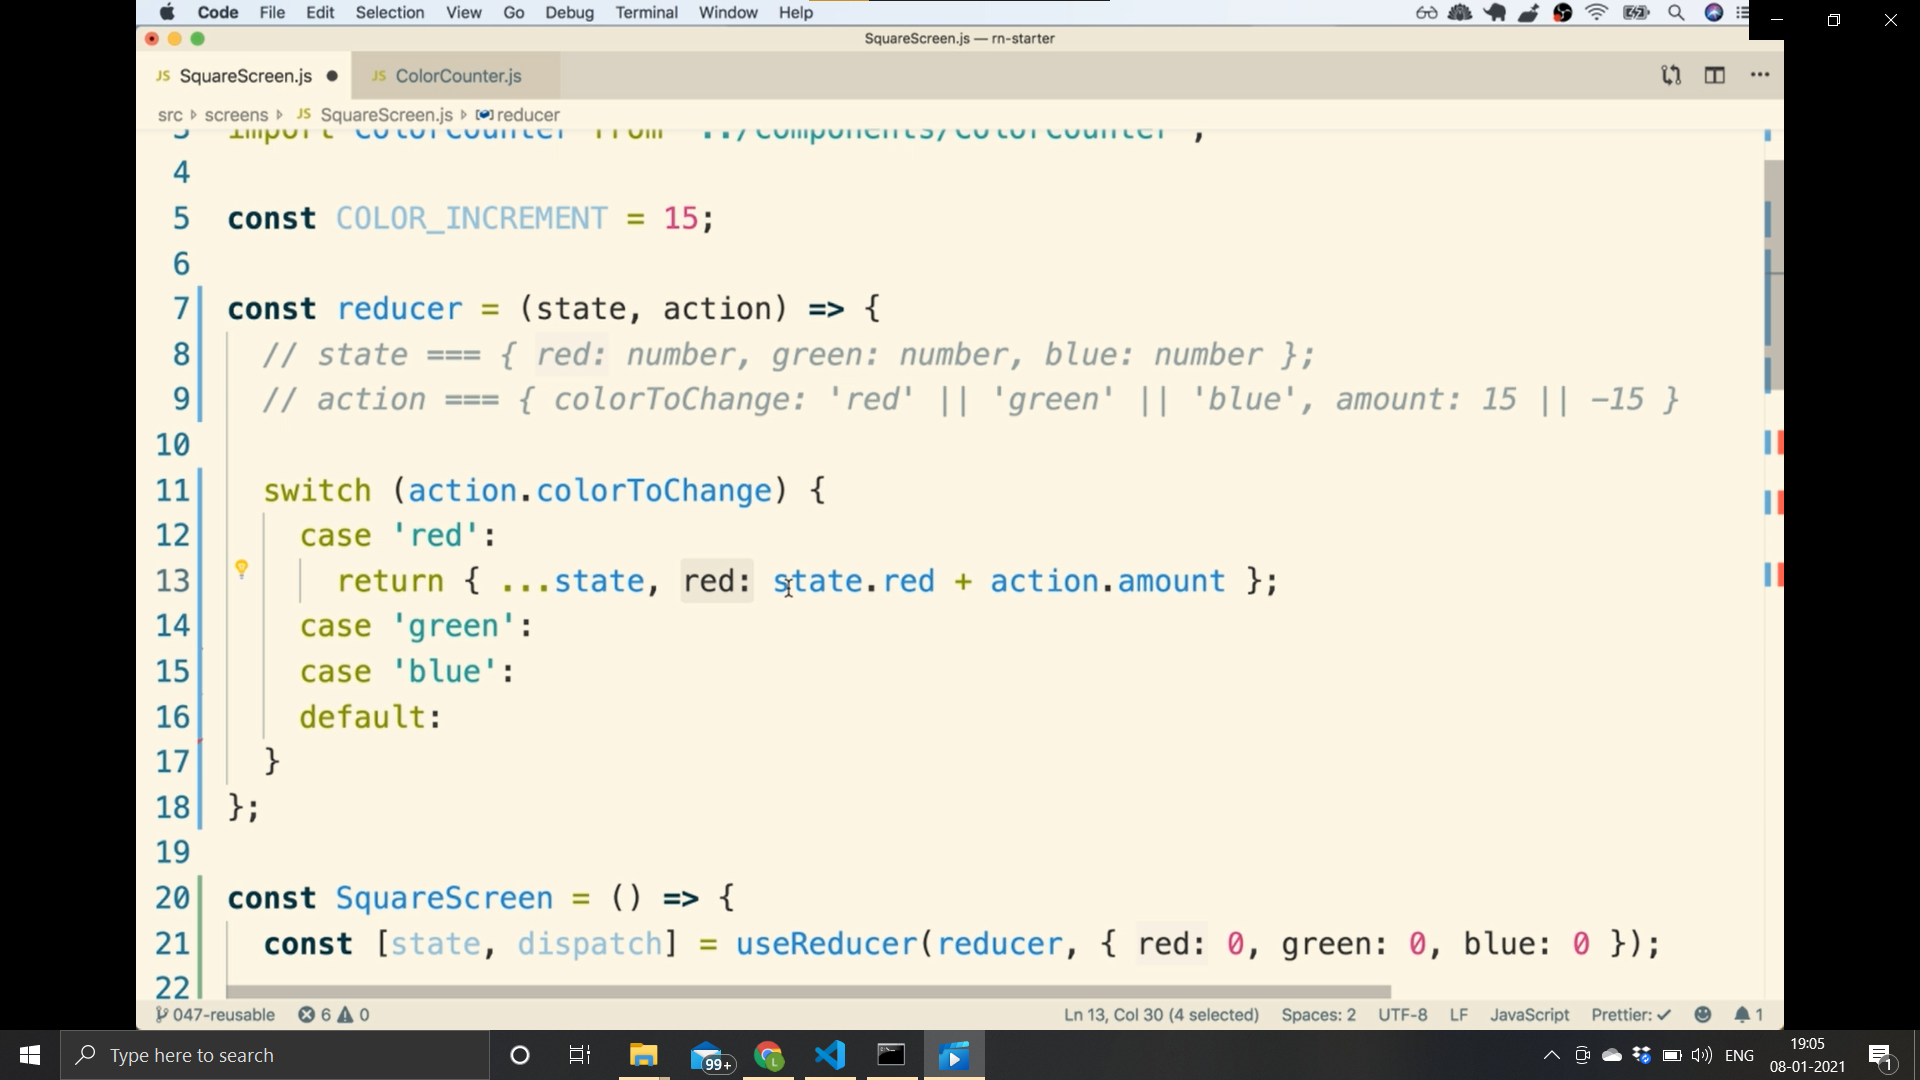 Code File Edit Selection View Go Debug Terminal Window Help
SquareScreen.js — rn-starter
JS SquareScreen.js ● JS ColorCounter.js
src › screens › JS SquareScreen.js › reducer
3 import ColorCounter from '../components/ColorCounter';
4
5 const COLOR_INCREMENT = 15;
6
7 const reducer = (state, action) => {
8 // state === { red: number, green: number, blue: number };
9 // action === { colorToChange: 'red' || 'green' || 'blue', amount: 15 || -15 }
10
11 switch (action.colorToChange) {
12 case 'red':
13 return { ...state, red: state.red + action.amount };
14 case 'green':
15 case 'blue':
16 default:
17 }
18 };
19
20 const SquareScreen = () => {
21 const [state, dispatch] = useReducer(reducer, { red: 0, green: 0, blue: 0 });
22
047-reusable 6 0 Ln 13, Col 30 (4 selected) Spaces: 2 UTF-8 LF JavaScript Prettier: ✓ 1
Type here to search 99+ L ENG 19:05 1
08-01-2021